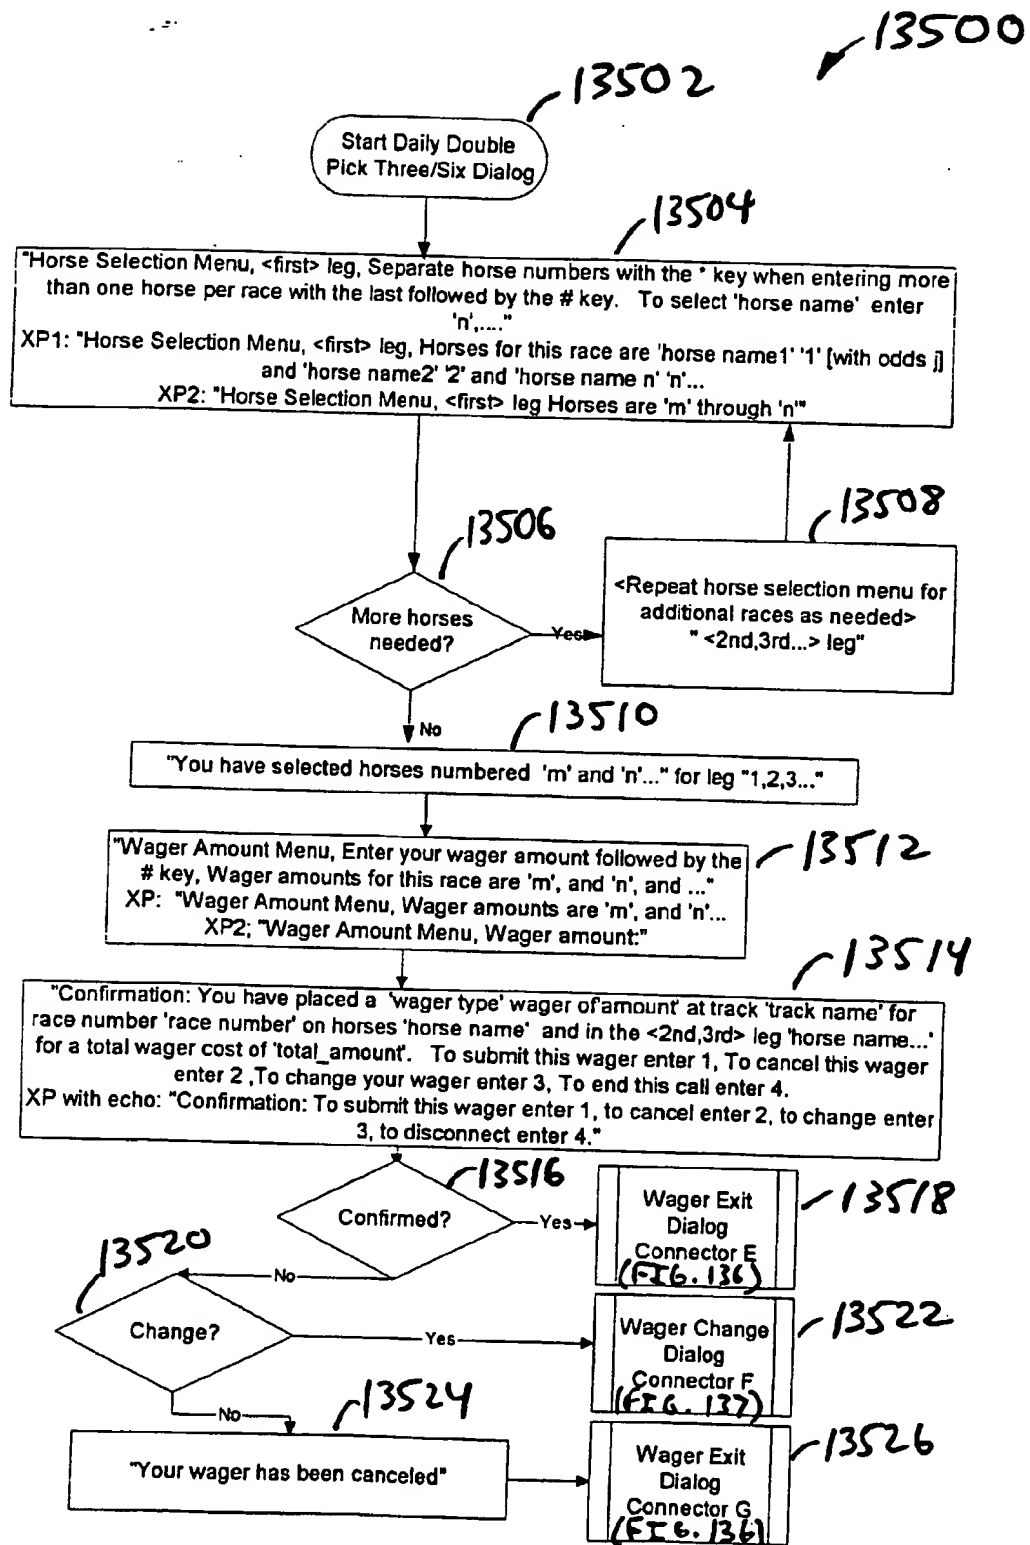 13500
13502
Start Daily Double
Pick Three/Six Dialog
13504
"Horse Selection Menu, <first> leg, Separate horse numbers with the * key when entering more
than one horse per race with the last followed by the # key. To select 'horse name' enter
'n',...."
XP1: "Horse Selection Menu, <first> leg, Horses for this race are 'horse name1' '1' [with odds j]
and 'horse name2' '2' and 'horse name n' 'n'...
XP2: "Horse Selection Menu, <first> leg Horses are 'm' through 'n'"
13506
More horses
needed?
Yes
13508
<Repeat horse selection menu for
additional races as needed>
" <2nd,3rd...> leg"
No
13510
"You have selected horses numbered 'm' and 'n'..." for leg "1,2,3..."
13512
"Wager Amount Menu, Enter your wager amount followed by the
# key, Wager amounts for this race are 'm', and 'n', and ..."
XP: "Wager Amount Menu, Wager amounts are 'm', and 'n'...
XP2; "Wager Amount Menu, Wager amount:"
13514
"Confirmation: You have placed a 'wager type' wager of'amount' at track 'track name' for
race number 'race number' on horses 'horse name' and in the <2nd,3rd> leg 'horse name...'
for a total wager cost of 'total_amount'. To submit this wager enter 1, To cancel this wager
enter 2 ,To change your wager enter 3, To end this call enter 4.
XP with echo: "Confirmation: To submit this wager enter 1, to cancel enter 2, to change enter
3, to disconnect enter 4."
13516
Confirmed?
Yes
13518
Wager Exit
Dialog
Connector E
(FIG. 136)
No
13520
Change?
Yes
13522
Wager Change
Dialog
Connector F
(FIG. 137)
No
13524
"Your wager has been canceled"
13526
Wager Exit
Dialog
Connector G
(FIG. 136)